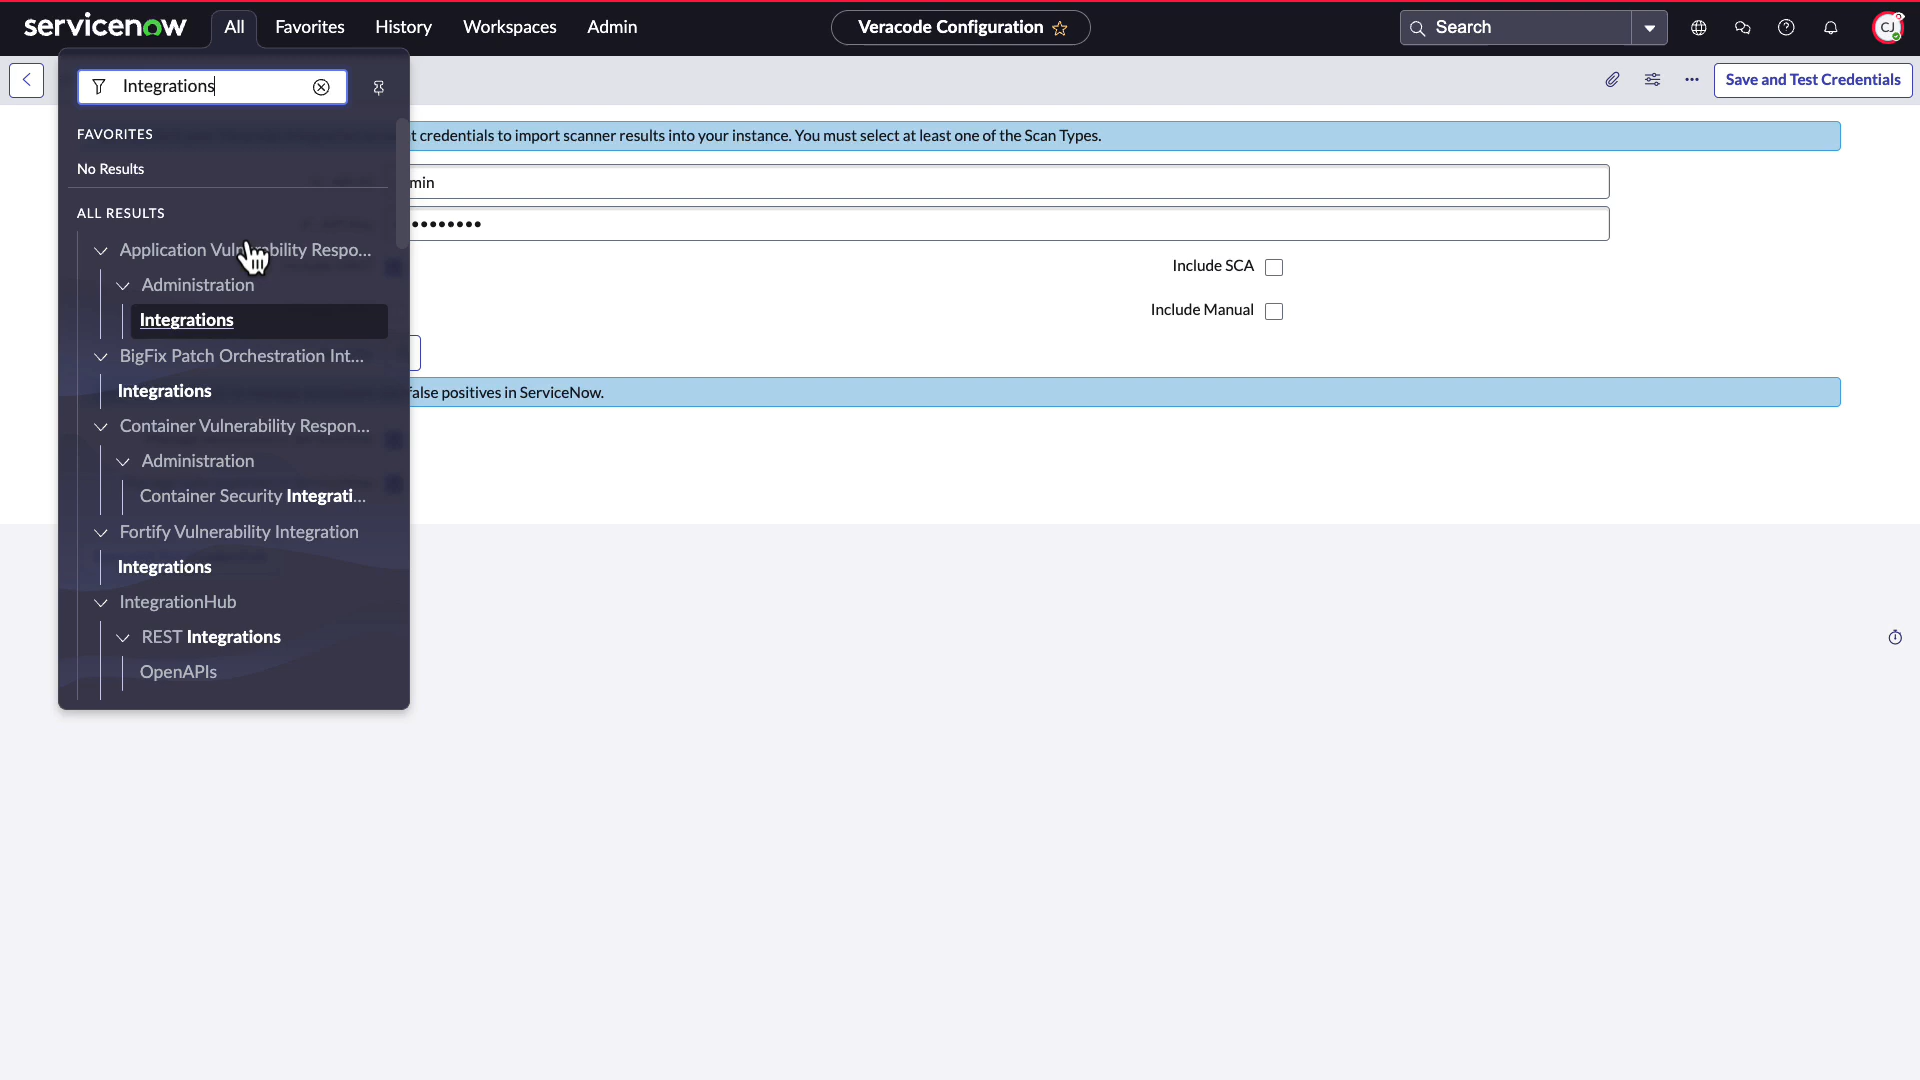 servicenow All Favorites History Workspaces Admin Veracode Configuration Search CJ
Integrations
Save and Test Credentials
FAVORITES
t credentials to import scanner results into your instance. You must select at least one of the Scan Types.
No Results
min
ALL RESULTS
Application Vulnerability Respo...
Include SCA
Administration
Include Manual
Integrations
BigFix Patch Orchestration Int...
Integrations
false positives in ServiceNow.
Container Vulnerability Respon...
Administration
Container Security Integrati...
Fortify Vulnerability Integration
Integrations
IntegrationHub
REST Integrations
OpenAPIs